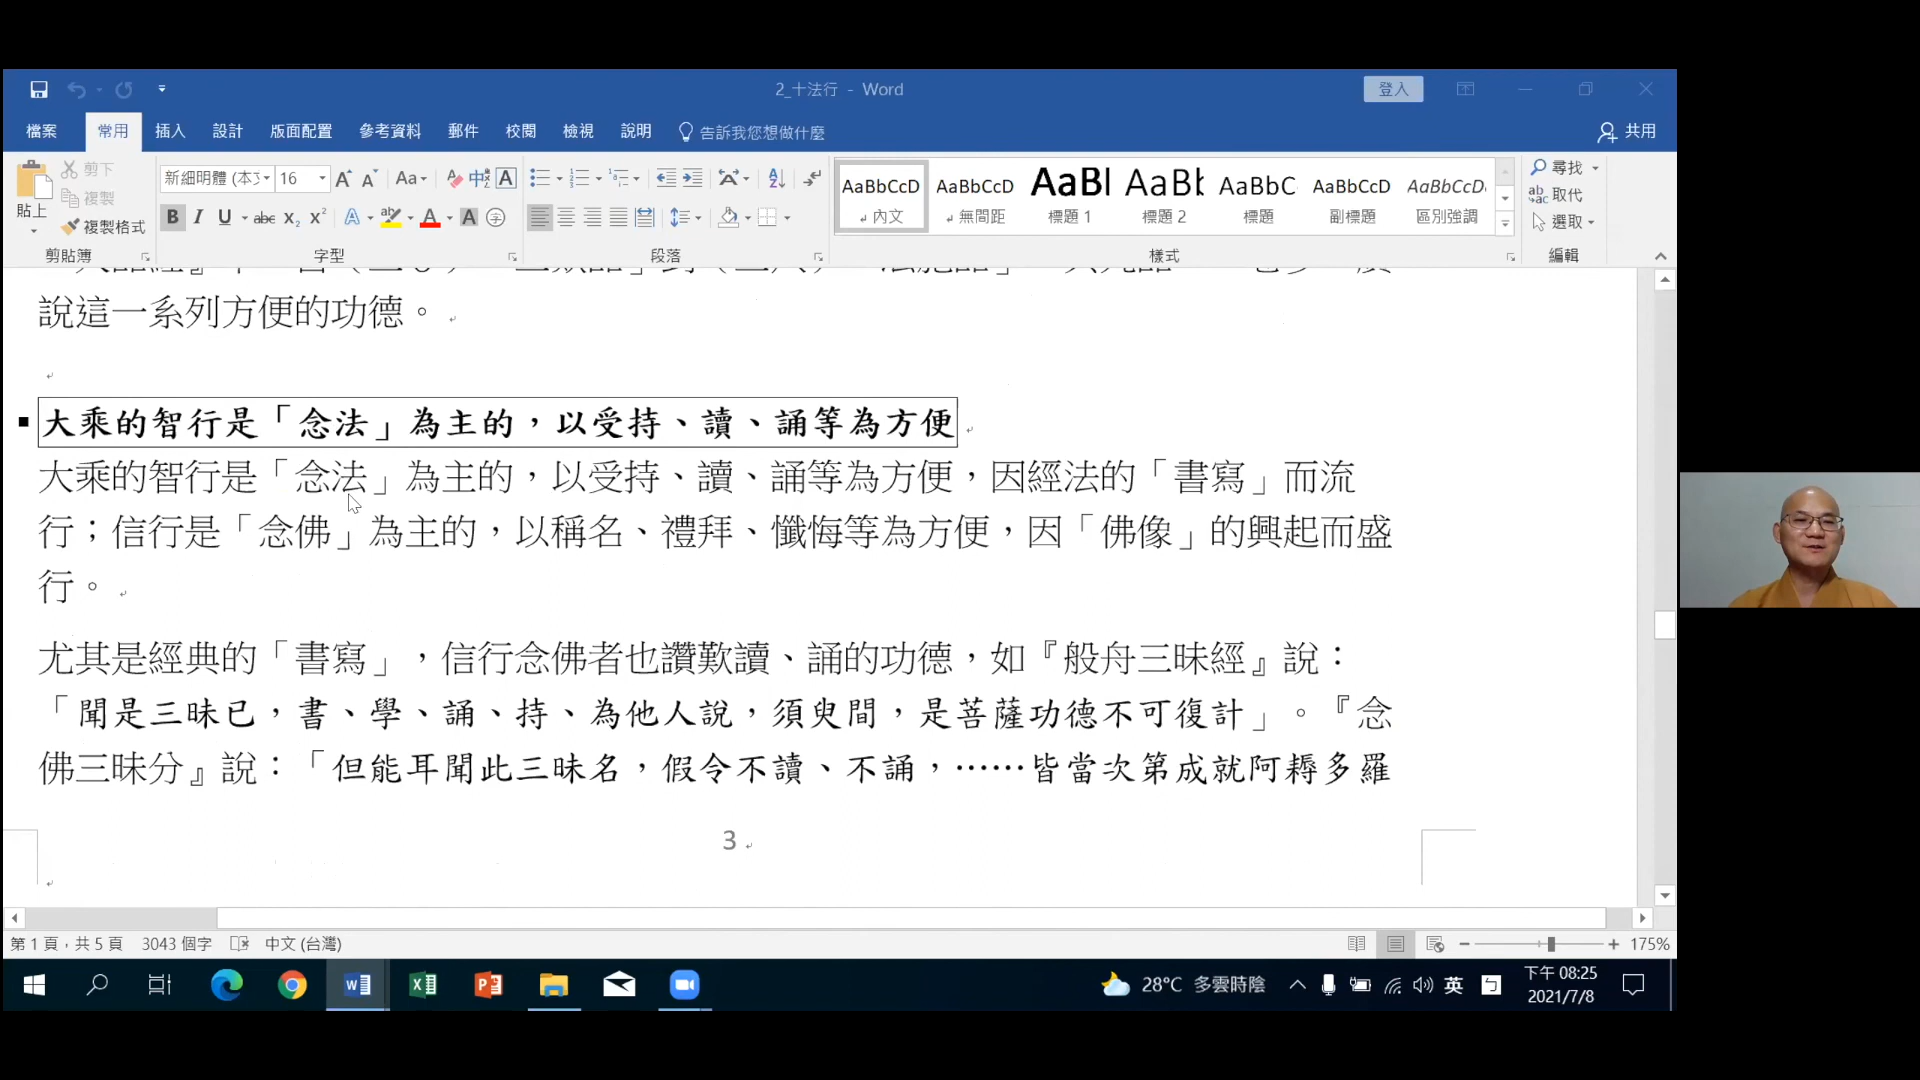 2_十法行 - Word
登入
檔案 常用 插入 設計 版面配置 參考資料 郵件 校閱 檢視 說明 告訴我您想做什麼 共用
貼上 剪下 複製 複製格式
新細明體 (本文 16
AaBbCcD AaBbCcD AaBl AaBb AaBbC AaBbCcD AaBbCcD
內文 無間距 標題 1 標題 2 標題 副標題 區別強調
尋找 取代 選取
剪貼簿 字型 段落 樣式 編輯
說這一系列方便的功德。
大乘的智行是「念法」為主的，以受持、讀、誦等為方便
大乘的智行是「念法」為主的，以受持、讀、誦等為方便，因經法的「書寫」而流
行；信行是「念佛」為主的，以稱名、禮拜、懺悔等為方便，因「佛像」的興起而盛
行。
尤其是經典的「書寫」，信行念佛者也讚歎讀、誦的功德，如『般舟三昧經』說：
「聞是三昧已，書、學、誦、持、為他人說，須臾間，是菩薩功德不可復計」。『念
佛三昧分』說：「但能耳聞此三昧名，假令不讀、不誦，……皆當次第成就阿耨多羅
3
第 1 頁，共 5 頁 3043 個字 中文 (台灣) 175%
28°C 多雲時陰 英 ㄅ 下午 08:25
2021/7/8